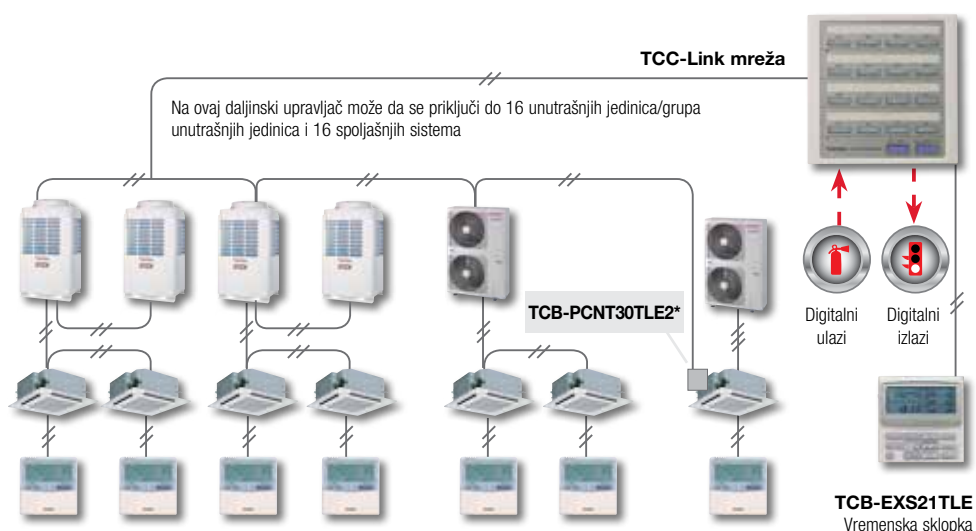 TCC-Link mreža
Na ovaj daljinski upravljač može da se priključi do 16 unutrašnjih jedinica/grupa
unutrašnjih jedinica i 16 spoljašnjih sistema
TCB-PCNT30TLE2*
Digitalni
ulazi
Digitalni
izlazi
TCB-EXS21TLE
Vremenska sklopka